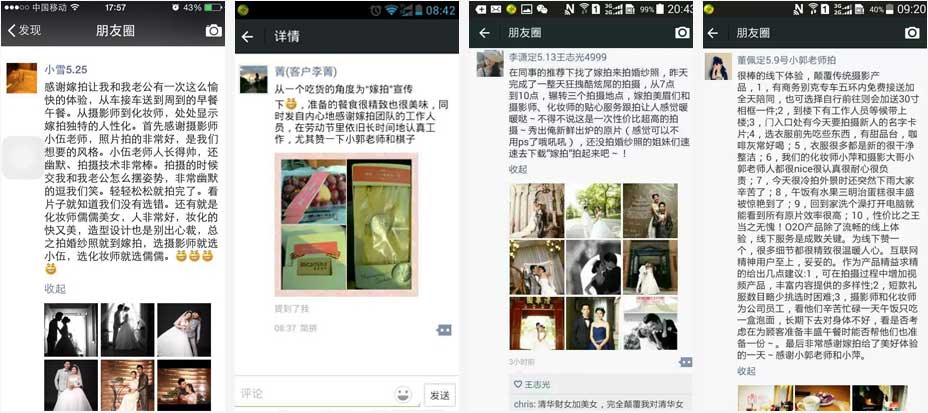 中国移动
17:57
43%
发现
朋友圈
小雪5.25
感谢嫁拍让我和我老公有一次这么愉
快的体验，从车接车送到周到的早餐
午餐。从摄影师到化妆师，处处显示
嫁拍独特的人性化。首先感谢摄影师
小伍老师，照片拍的非常好，是我们
想要的风格。小伍老师人长得帅，还
幽默、拍摄技术非常棒。拍摄的时候
交我和我老公怎么摆姿势，非常幽默
的逗我们笑。轻轻松松就拍完了。看
片子就知道我们没有选错。还有就是
化妆师儒儒美女，人非常好，妆化的
快又美，造型设计也是别出心裁，总
之拍婚纱照就到嫁拍，选摄影师就选
小伍，选化妆师就选儒儒。
收起
08:42
详情
菁(客户李菁)
从一个吃货的角度为“嫁拍”宣传
下，准备的餐食很精致也很美味，同
时发自内心地感谢嫁拍团队的工作人
员，在劳动节里依旧长时间地认真工
作，尤其赞一下小郭老师和棋子
提到了我
08:37 简拼
评论
发送
99%
20:43
朋友圈
李潇定5.13王志光4999
在同事的推荐下找了嫁拍来拍婚纱照，昨天
完成了一整天狂拽酷炫屌的拍摄，从7点
到10点，辗转三个拍摄地点，嫁拍美眉们和
摄影师、化妆师的贴心服务跟拍让人感觉暖
暖哒~ 不得不说这是一次性价比超高的拍
摄~ 秀出俺新鲜出炉的原片（感觉可以不
用ps了哦吼吼），还没拍婚纱照的姐妹们速
速去下载“嫁拍”拍起来吧~！
收起
3小时前
王志光
chris: 清华财女加美女，完全颠覆我对清华女
40%
09:20
朋友圈
董佩定5.9号小郭老师拍
很棒的线下体验，颠覆传统摄影产
品，1，有商务别克专车五环内免费接送加
全天陪同，也可选择自行前往则会加送30寸
相框一件;2，到楼下有工作人员等候带上
楼;3，门入口处有今天要拍摄新人的名字卡
片;4，选衣服前先吃些东西，有甜品台，咖
啡灰常好喝；5，衣服很多都是新的很干净
整洁；6，我们的化妆师小萍和摄影大哥小
郭老师人都很nice很认真很耐心很负
责；7，今天很冷拍外景时还突然下雨大家
辛苦了；8，午饭有水果三明治蛋糕很丰盛
被惊艳到了；9，回到家洗个澡打开电脑就
能看到所有原片效率很高；10，性价比之王
当之无愧！O2O产品除了流畅的线上体
验，线下服务是成败关键。为线下赞一
个，很多细节都很精致很温暖人心。互联网
精神用户至上，妥妥的。作为产品精益求精
的给出几点建议:1，可在拍摄过程中增加视
频产品，丰富内容提供的多样性;2，短款礼
服数目略少挑选时困难;3，摄影师和化妆师
为公司员工，看他们辛苦忙碌一天午饭只吃
一盒泡面，长期下去对身体不好，看是否考
虑在为顾客准备丰盛午餐时能否帮他们也准
备一份~。最后非常感谢嫁拍给了美好体验
的一天~感谢小郭老师和小萍。
收起